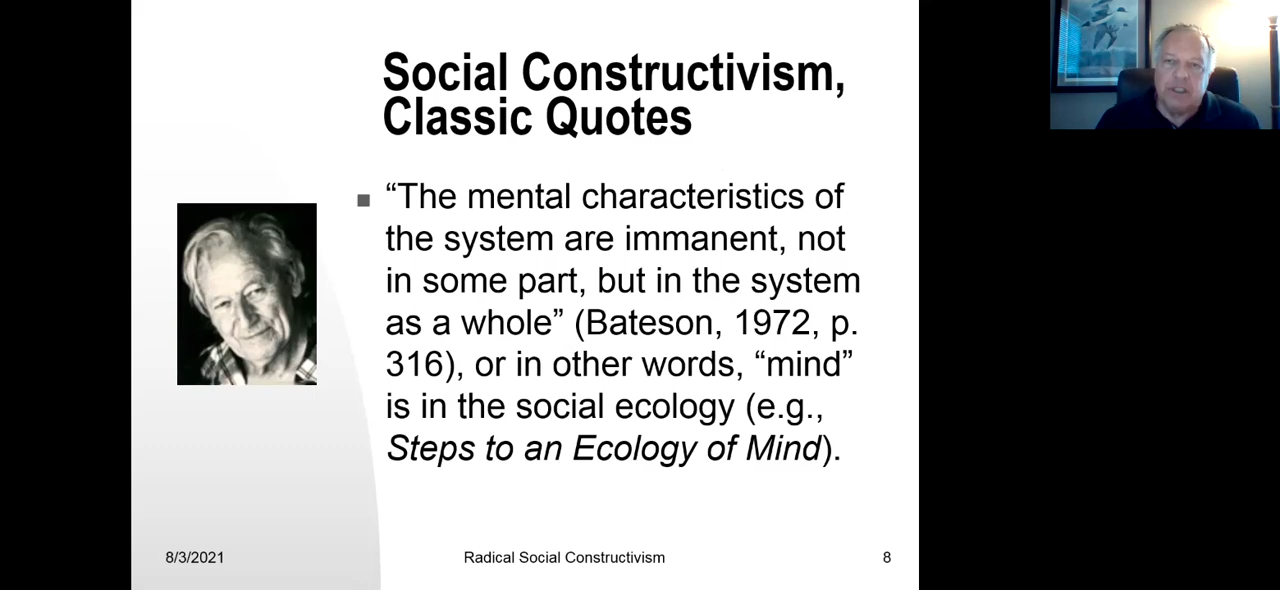 Social Constructivism,
Classic Quotes
“The mental characteristics of
the system are immanent, not
in some part, but in the system
as a whole” (Bateson, 1972, p.
316), or in other words, “mind”
is in the social ecology (e.g.,
Steps to an Ecology of Mind).
8/3/2021
Radical Social Constructivism
8